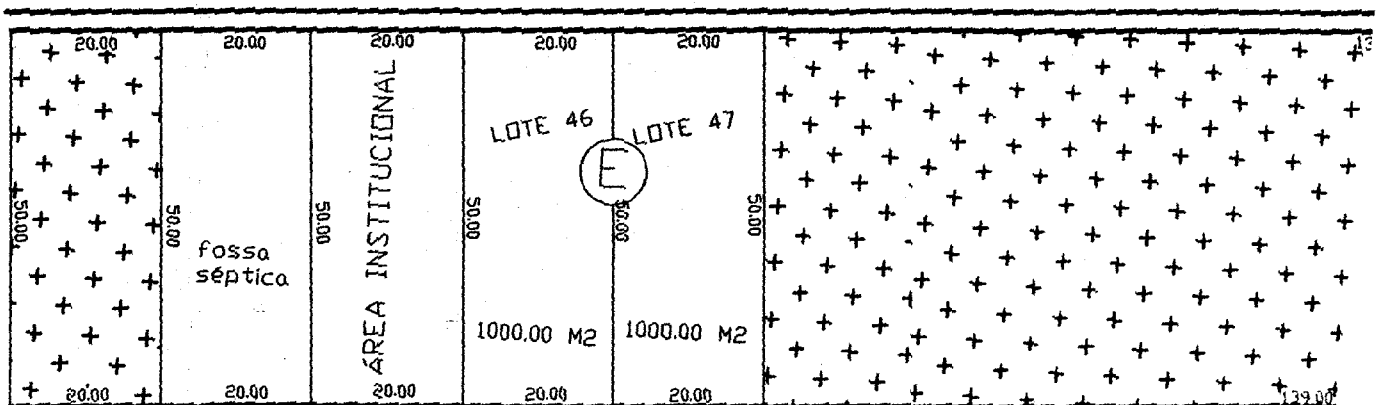 20.00 20.00 20.00 20.00 20.00 13
LOTE 46 LOTE 47
E
ÁREA INSTITUCIONAL
50.00 50.00 50.00 50.00 50.00 50.00
fossa
séptica
1000.00 M2 1000.00 M2
20.00 20.00 20.00 20.00 20.00 139.00